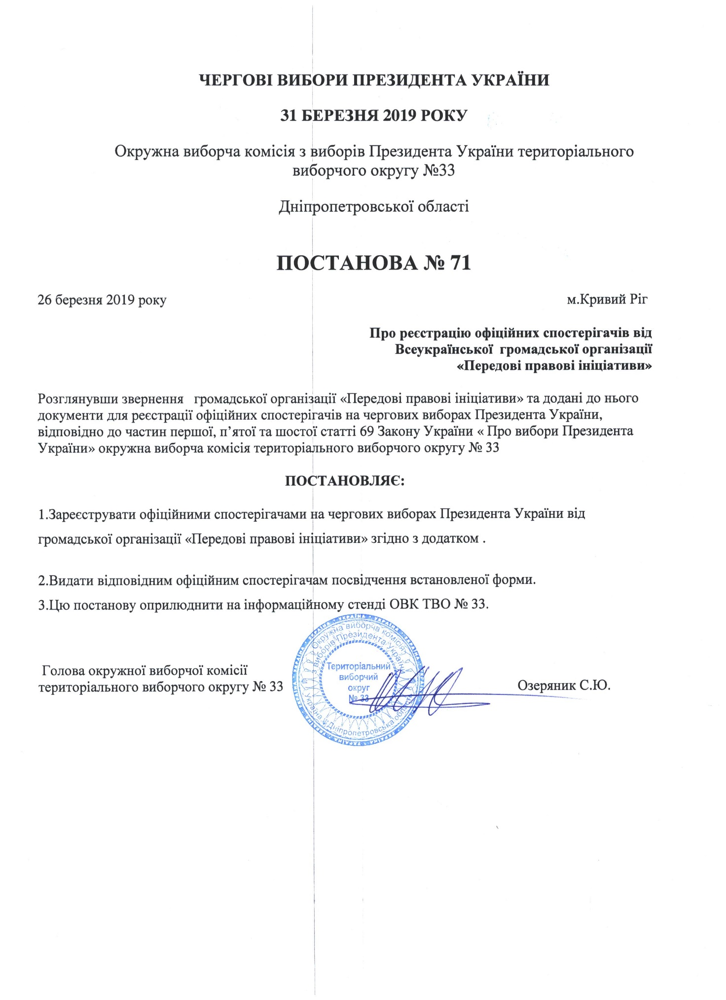 ЧЕРГОВІ ВИБОРИ ПРЕЗИДЕНТА УКРАЇНИ
31 БЕРЕЗНЯ 2019 РОКУ
Окружна виборча комісія з виборів Президента України територіального
виборчого округу №33
Дніпропетровської області
ПОСТАНОВА № 71
26 березня 2019 року м.Кривий Ріг
Про реєстрацію офіційних спостерігачів від
Всеукраїнської громадської організації
«Передові правові ініціативи»
Розглянувши звернення громадської організації «Передові правові ініціативи» та додані до нього
документи для реєстрації офіційних спостерігачів на чергових виборах Президента України,
відповідно до частин першої, п’ятої та шостої статті 69 Закону України « Про вибори Президента
України» окружна виборча комісія територіального виборчого округу № 33
ПОСТАНОВЛЯЄ:
1.Зареєструвати офіційними спостерігачами на чергових виборах Президента України від
громадської організації «Передові правові ініціативи» згідно з додатком .
2.Видати відповідним офіційним спостерігачам посвідчення встановленої форми.
3.Цю постанову оприлюднити на інформаційному стенді ОВК ТВО № 33.
Окружна виборча комісія
з виборів Президента України
Територіальний
виборчий
округ
№ 33
Україна * Дніпропетровська область
Голова окружної виборчої комісії
територіального виборчого округу № 33 Озеряник С.Ю.